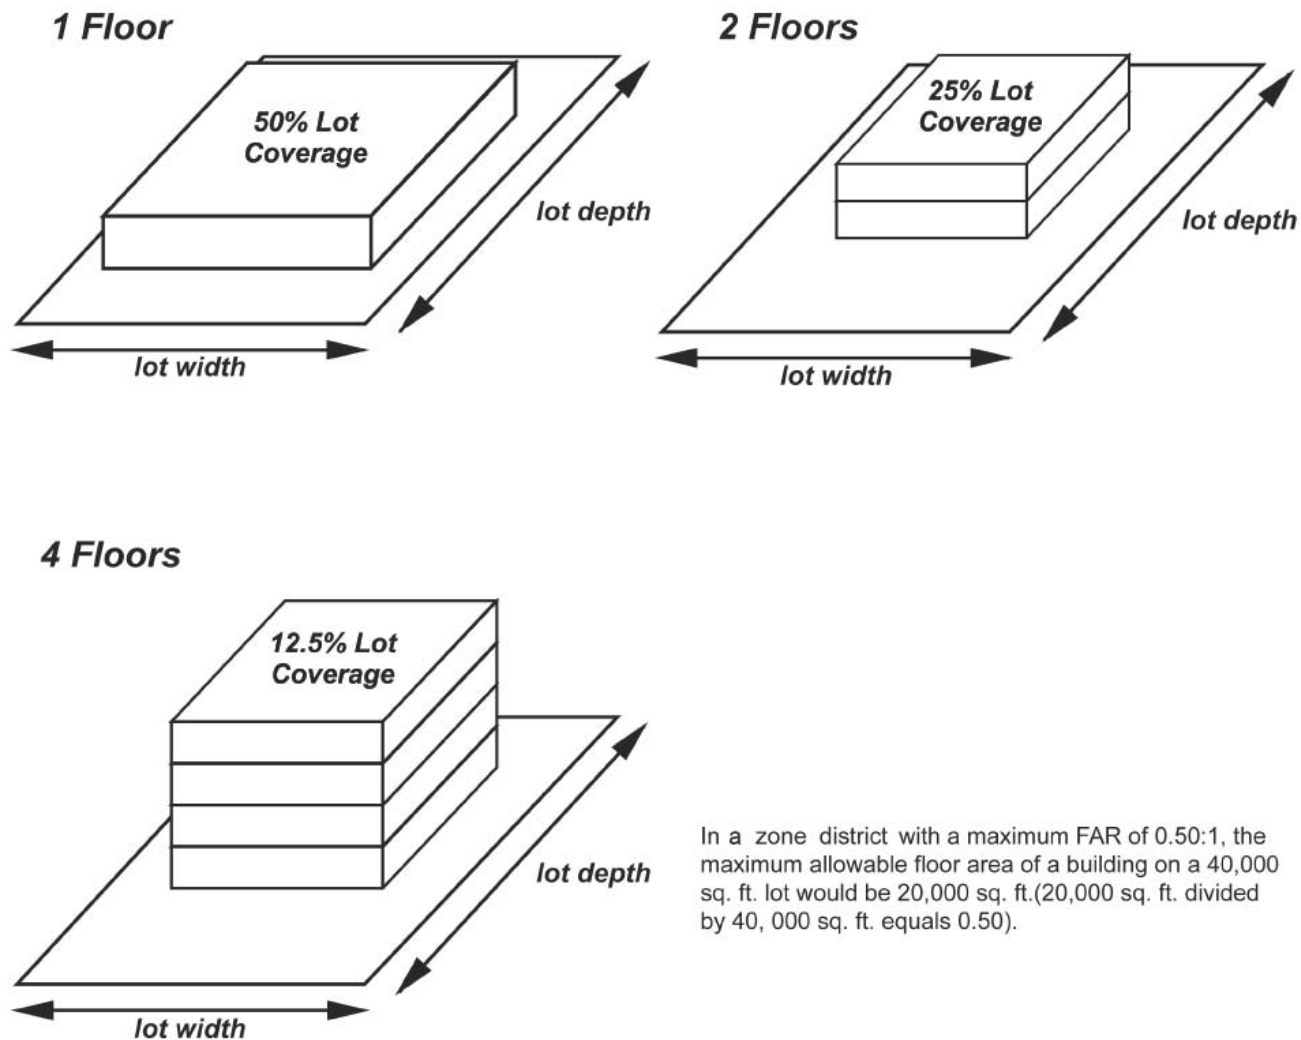 1 Floor
50% Lot
Coverage
lot depth
lot width
2 Floors
25% Lot
Coverage
lot depth
lot width
4 Floors
12.5% Lot
Coverage
lot depth
lot width
In a zone district with a maximum FAR of 0.50:1, the
maximum allowable floor area of a building on a 40,000
sq. ft. lot would be 20,000 sq. ft.(20,000 sq. ft. divided
by 40, 000 sq. ft. equals 0.50).